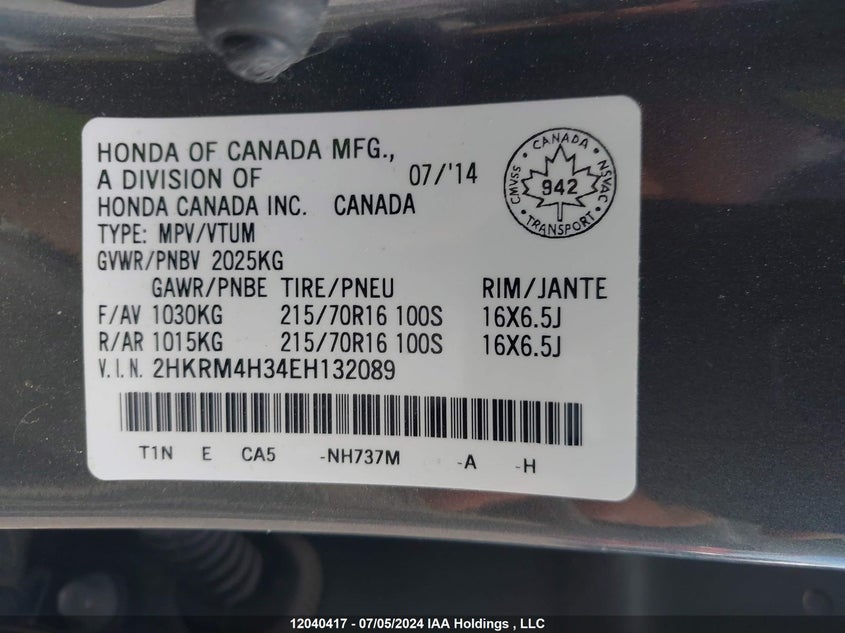 HONDA OF CANADA MFG.,
A DIVISION OF 07/'14
HONDA CANADA INC. CANADA
TYPE: MPV/VTUM
GVWR/PNBV 2025KG
GAWR/PNBE TIRE/PNEU RIM/JANTE
F/AV 1030KG 215/70R16 100S 16X6.5J
R/AR 1015KG 215/70R16 100S 16X6.5J
V.I.N. 2HKRM4H34EH132089
T1N E CA5 -NH737M -A -H
CANADA
CMVSS 942 NSVAC
TRANSPORT
12040417 - 07/05/2024 IAA Holdings , LLC